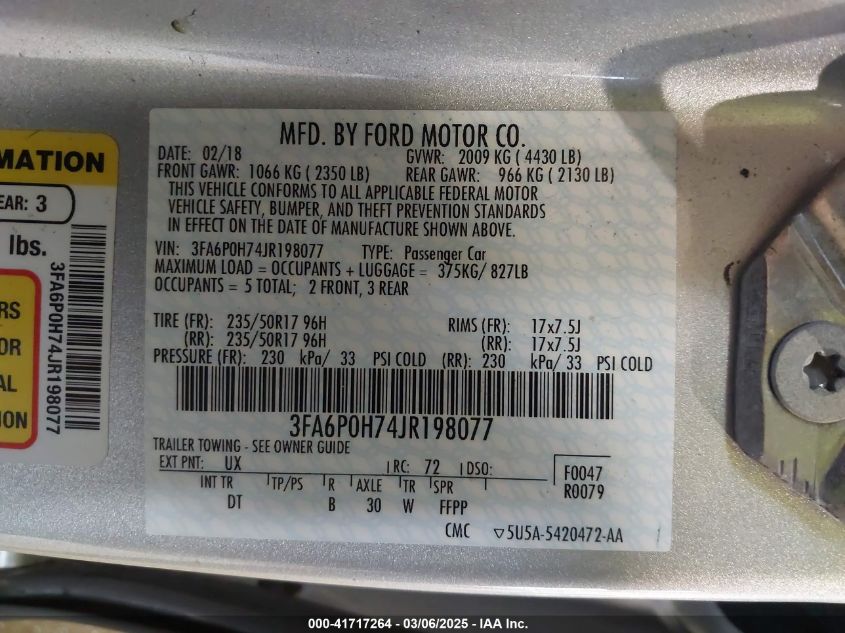 MFD. BY FORD MOTOR CO.
DATE: 02/18 GVWR: 2009 KG ( 4430 LB)
FRONT GAWR: 1066 KG ( 2350 LB) REAR GAWR: 966 KG ( 2130 LB)
THIS VEHICLE CONFORMS TO ALL APPLICABLE FEDERAL MOTOR
VEHICLE SAFETY, BUMPER, AND THEFT PREVENTION STANDARDS
IN EFFECT ON THE DATE OF MANUFACTURE SHOWN ABOVE.
VIN: 3FA6P0H74JR198077 TYPE: Passenger Car
MAXIMUM LOAD = OCCUPANTS + LUGGAGE = 375KG/ 827LB
OCCUPANTS = 5 TOTAL; 2 FRONT, 3 REAR
TIRE (FR): 235/50R17 96H RIMS (FR): 17x7.5J
(RR): 235/50R17 96H (RR): 17x7.5J
PRESSURE (FR): 230 kPa/ 33 PSI COLD (RR): 230 kPa/ 33 PSI COLD
3FA6P0H74JR198077
TRAILER TOWING - SEE OWNER GUIDE
EXT PNT: UX RC: 72 DSO: F0047
INT TR TP/PS R AXLE TR SPR R0079
DT B 30 W FFPP
CMC ▽5U5A-5420472-AA
MATION
EAR: 3
lbs.
RS
OR
AL
ION
3FA6P0H74JR198077
000-41717264 - 03/06/2025 - IAA Inc.